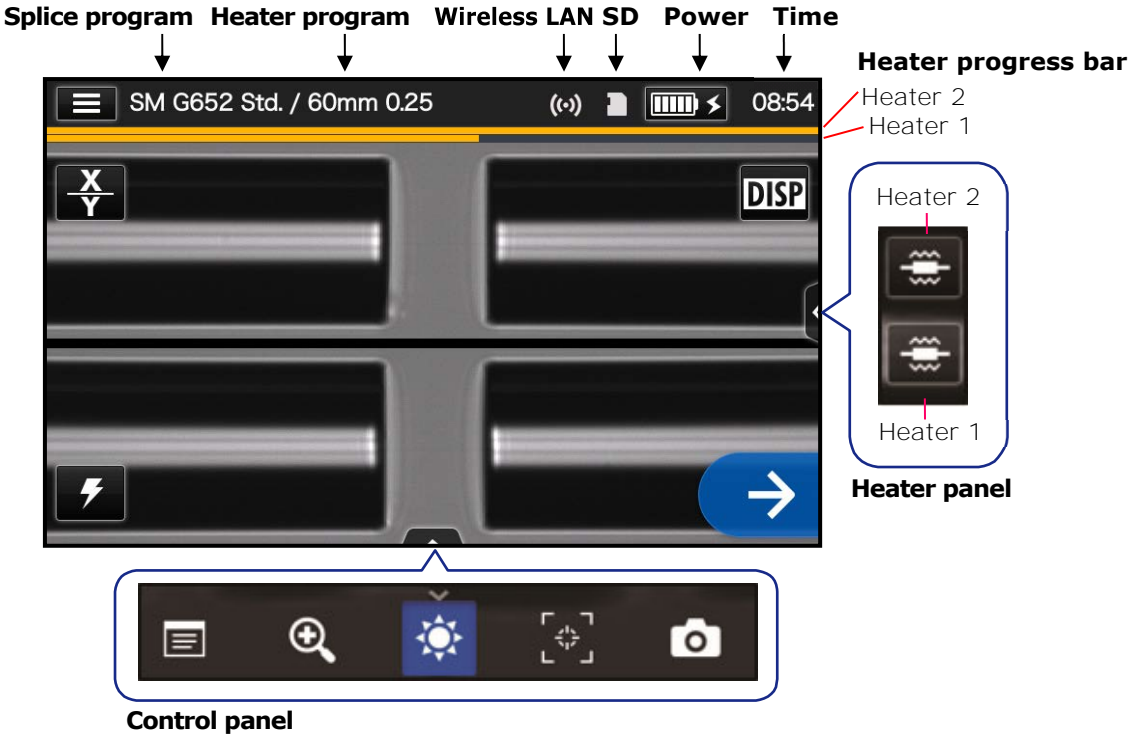 Splice program Heater program Wireless LAN SD Power Time
Heater progress bar
SM G652 Std. / 60mm 0.25 08:54
Heater 2
Heater 1
X
Y
DISP
Heater 2
Heater 1
Heater panel
Control panel